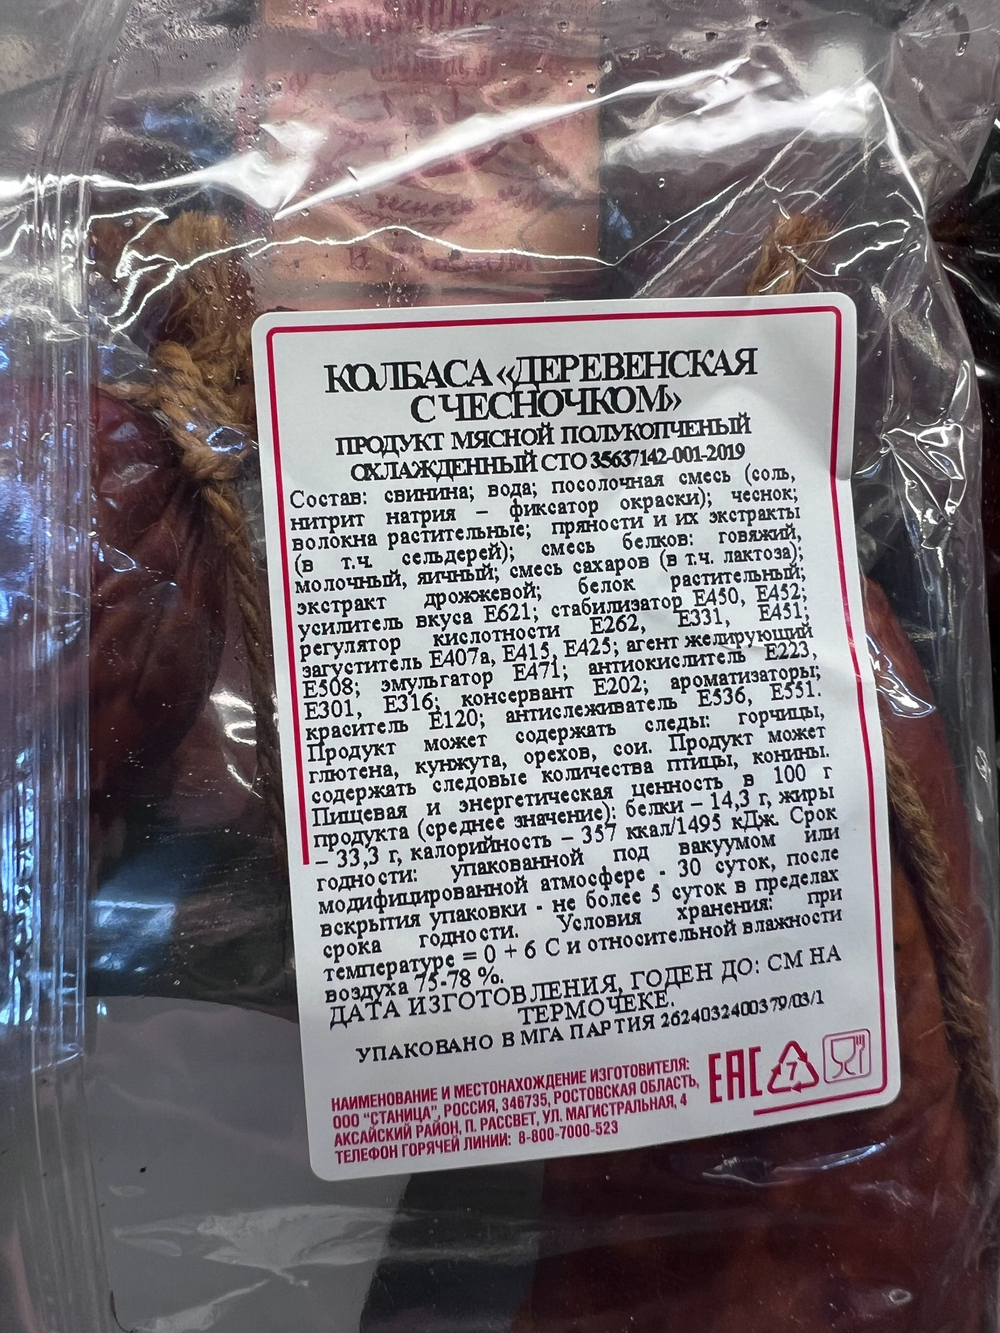 КОЛБАСА «ДЕРЕВЕНСКАЯ
С ЧЕСНОЧКОМ»
ПРОДУКТ МЯСНОЙ ПОЛУКОПЧЕНЫЙ
ОХЛАЖДЕННЫЙ СТО 35637142-001-2019
Состав: свинина; вода; посолочная смесь (соль,
нитрит натрия – фиксатор окраски); чеснок;
волокна растительные; пряности и их экстракты
(в т.ч. сельдерей); смесь белков: говяжий,
молочный, яичный; смесь сахаров (в т.ч. лактоза);
экстракт дрожжевой; белок растительный;
усилитель вкуса Е621; стабилизатор Е450, Е452;
регулятор кислотности Е262, Е331, Е451;
загуститель Е407а, Е415, Е425; агент желирующий
Е508; эмульгатор Е471; антиокислитель Е223,
Е301, Е316; консервант Е202; ароматизаторы;
краситель Е120; антислеживатель Е536, Е551.
Продукт может содержать следы: горчицы,
глютена, кунжута, орехов, сои. Продукт может
содержать следовые количества птицы, конины.
Пищевая и энергетическая ценность в 100 г
продукта (среднее значение): белки – 14,3 г, жиры
– 33,3 г, калорийность – 357 ккал/1495 кДж. Срок
годности: упакованной под вакуумом или
модифицированной атмосфере - 30 суток, после
вскрытия упаковки - не более 5 суток в пределах
срока годности. Условия хранения: при
температуре = 0 + 6 С и относительной влажности
воздуха 75-78 %.
ДАТА ИЗГОТОВЛЕНИЯ, ГОДЕН ДО: СМ НА
ТЕРМОЧЕКЕ.
УПАКОВАНО В МГА ПАРТИЯ 2624032400379/03/1
НАИМЕНОВАНИЕ И МЕСТОНАХОЖДЕНИЕ ИЗГОТОВИТЕЛЯ:
ООО "СТАНИЦА", РОССИЯ, 346735, РОСТОВСКАЯ ОБЛАСТЬ,
АКСАЙСКИЙ РАЙОН, П. РАССВЕТ, УЛ. МАГИСТРАЛЬНАЯ, 4
ТЕЛЕФОН ГОРЯЧЕЙ ЛИНИИ: 8-800-7000-523
ЕАС
7